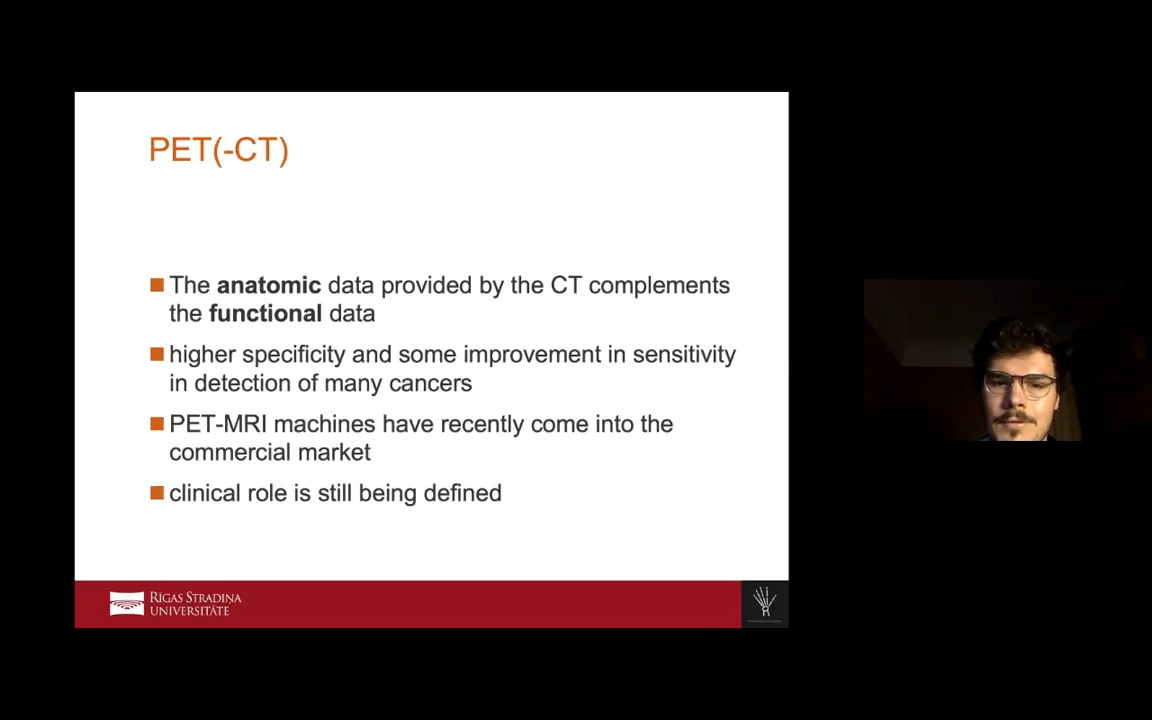 PET(-CT)
The anatomic data provided by the CT complements
the functional data
higher specificity and some improvement in sensitivity
in detection of many cancers
PET-MRI machines have recently come into the
commercial market
clinical role is still being defined
RĪGAS STRADIŅA
UNIVERSITĀTE